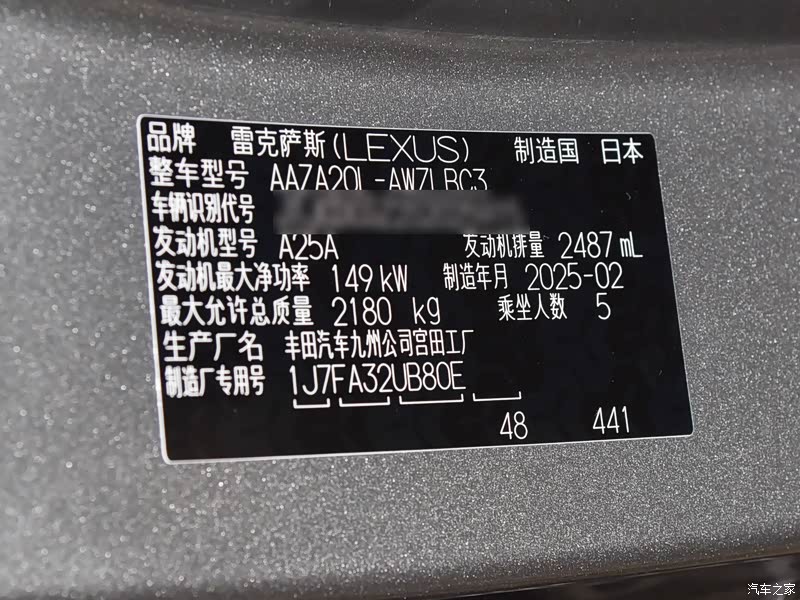 品牌 雷克萨斯(LEXUS) 制造国 日本
整车型号 AAZA20L-AWZLBC3
车辆识别代号
发动机型号 A25A 发动机排量 2487 mL
发动机最大净功率 149 kW 制造年月 2025-02
最大允许总质量 2180 kg 乘坐人数 5
生产厂名 丰田汽车九州公司宫田工厂
制造厂专用号 1J7FA32UB80E
48 441
汽车之家